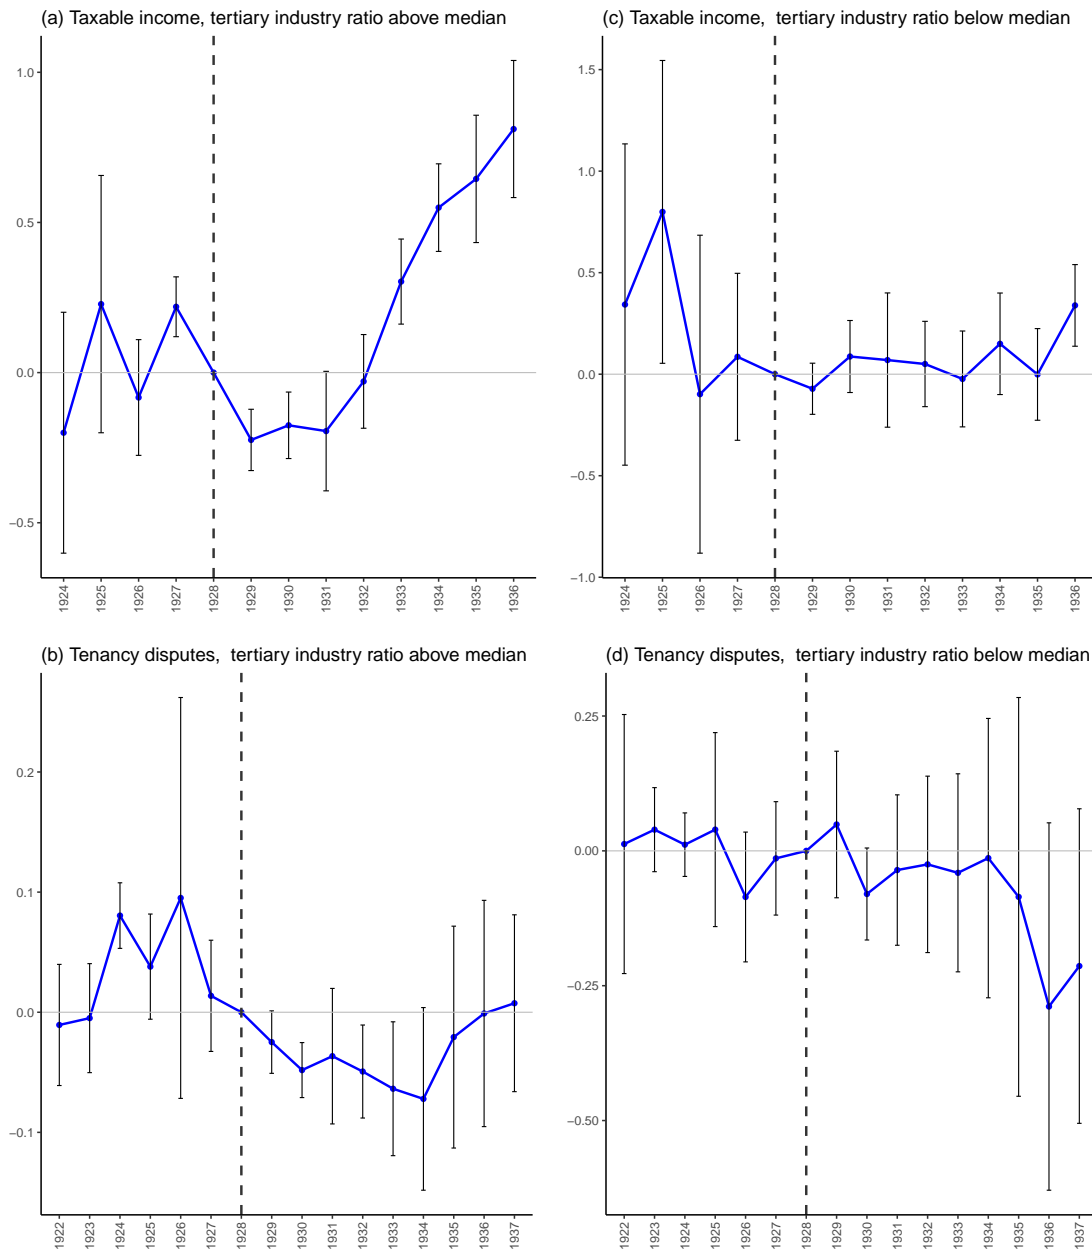 (a) Taxable income, tertiary industry ratio above median
1.0
0.5
0.0
−0.5
1924 1925 1926 1927 1928 1929 1930 1931 1932 1933 1934 1935 1936
(c) Taxable income, tertiary industry ratio below median
1.5
1.0
0.5
0.0
−0.5
−1.0
1924 1925 1926 1927 1928 1929 1930 1931 1932 1933 1934 1935 1936
(b) Tenancy disputes, tertiary industry ratio above median
0.2
0.1
0.0
−0.1
1922 1923 1924 1925 1926 1927 1928 1929 1930 1931 1932 1933 1934 1935 1936 1937
(d) Tenancy disputes, tertiary industry ratio below median
0.25
0.00
−0.25
−0.50
1922 1923 1924 1925 1926 1927 1928 1929 1930 1931 1932 1933 1934 1935 1936 1937